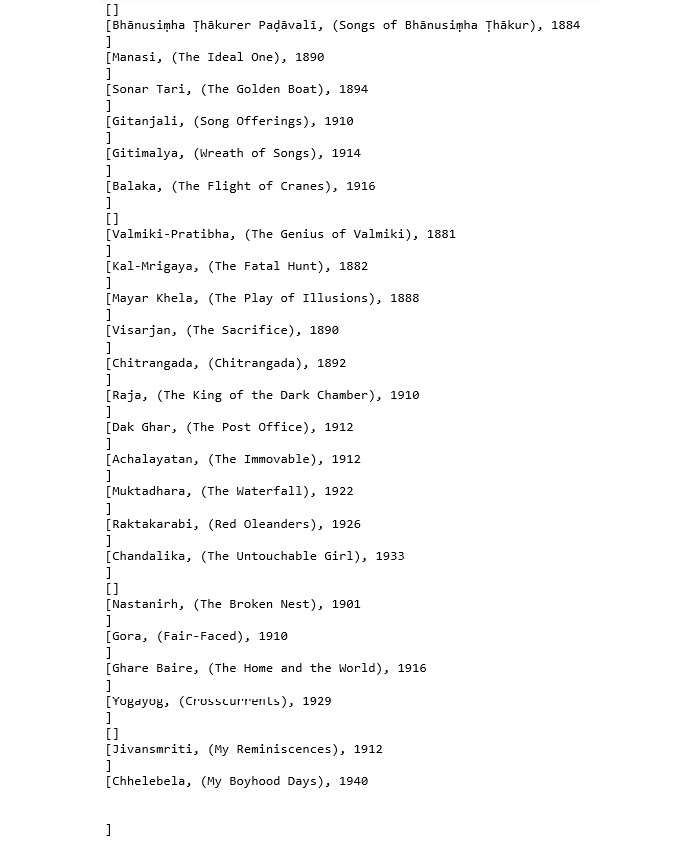 []
[Bhānusiṃha Ṭhākurer Paḍāvalī, (Songs of Bhānusiṃha Ṭhākur), 1884
]
[Manasi, (The Ideal One), 1890
]
[Sonar Tari, (The Golden Boat), 1894
]
[Gitanjali, (Song Offerings), 1910
]
[Gitimalya, (Wreath of Songs), 1914
]
[Balaka, (The Flight of Cranes), 1916
]
[]
[Valmiki-Pratibha, (The Genius of Valmiki), 1881
]
[Kal-Mrigaya, (The Fatal Hunt), 1882
]
[Mayar Khela, (The Play of Illusions), 1888
]
[Visarjan, (The Sacrifice), 1890
]
[Chitrangada, (Chitrangada), 1892
]
[Raja, (The King of the Dark Chamber), 1910
]
[Dak Ghar, (The Post Office), 1912
]
[Achalayatan, (The Immovable), 1912
]
[Muktadhara, (The Waterfall), 1922
]
[Raktakarabi, (Red Oleanders), 1926
]
[Chandalika, (The Untouchable Girl), 1933
]
[]
[Nastanirh, (The Broken Nest), 1901
]
[Gora, (Fair-Faced), 1910
]
[Ghare Baire, (The Home and the World), 1916
]
[Yogayog, (Crosscurrents), 1929
]
[]
[Jivansmriti, (My Reminiscences), 1912
]
[Chhelebela, (My Boyhood Days), 1940
]